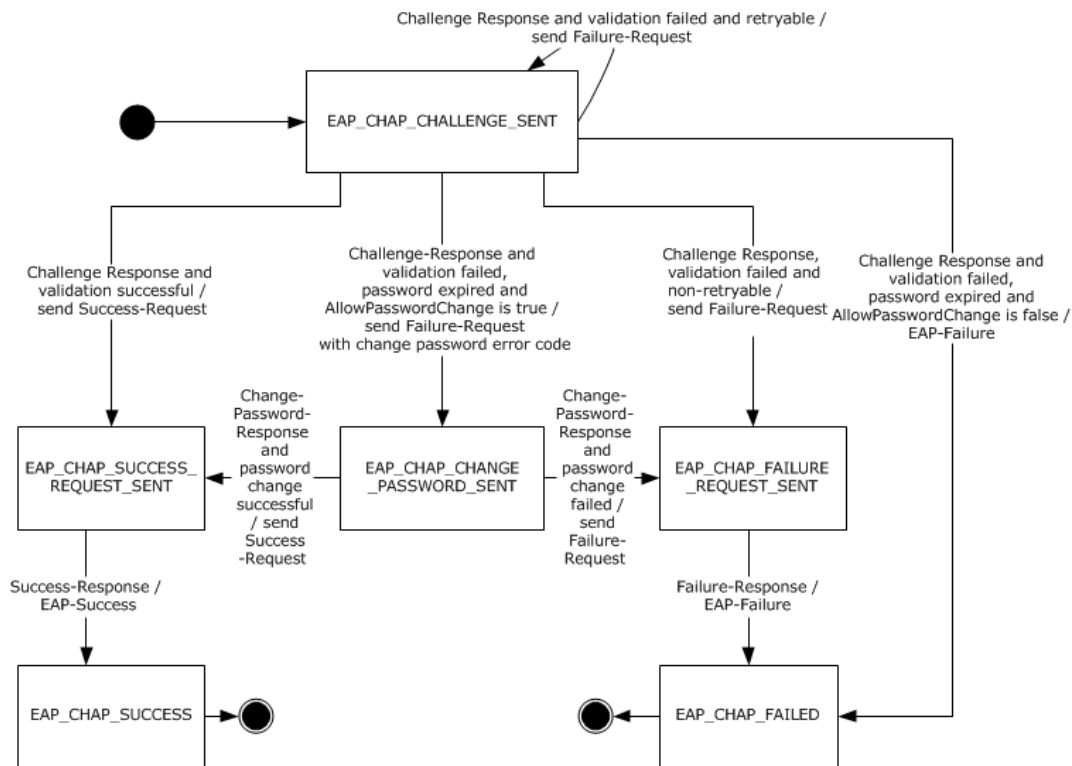 Challenge Response and validation failed and retryable /
send Failure-Request
EAP_CHAP_CHALLENGE_SENT
Challenge Response and
validation successful /
send Success-Request
Challenge-Response and
validation failed,
password expired and
AllowPasswordChange is true /
send Failure-Request
with change password error code
Challenge Response,
validation failed and
non-retryable /
send Failure-Request
Challenge Response and
validation failed,
password expired and
AllowPasswordChange is false /
EAP-Failure
EAP_CHAP_SUCCESS_
REQUEST_SENT
Change-
Password-
Response
and
password
change
successful
/ send
Success
-Request
EAP_CHAP_CHANGE
_PASSWORD_SENT
Change-
Password-
Response
and
password
change
failed /
send
Failure-
Request
EAP_CHAP_FAILURE
_REQUEST_SENT
Success-Response /
EAP-Success
Failure-Response /
EAP-Failure
EAP_CHAP_SUCCESS
EAP_CHAP_FAILED